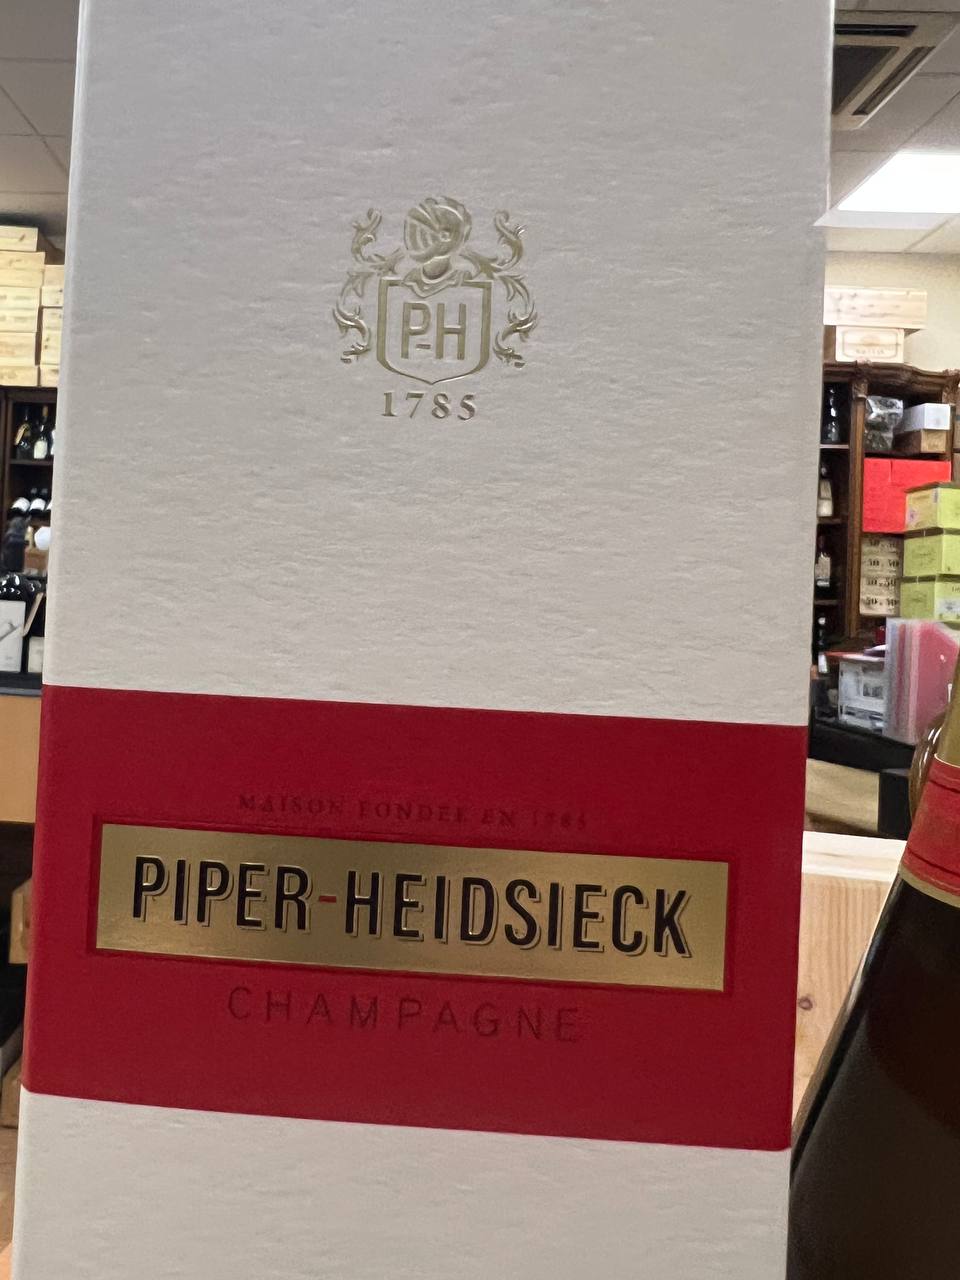 P-H
1785
MAISON FONDÉE EN 1785
PIPER-HEIDSIECK
CHAMPAGNE